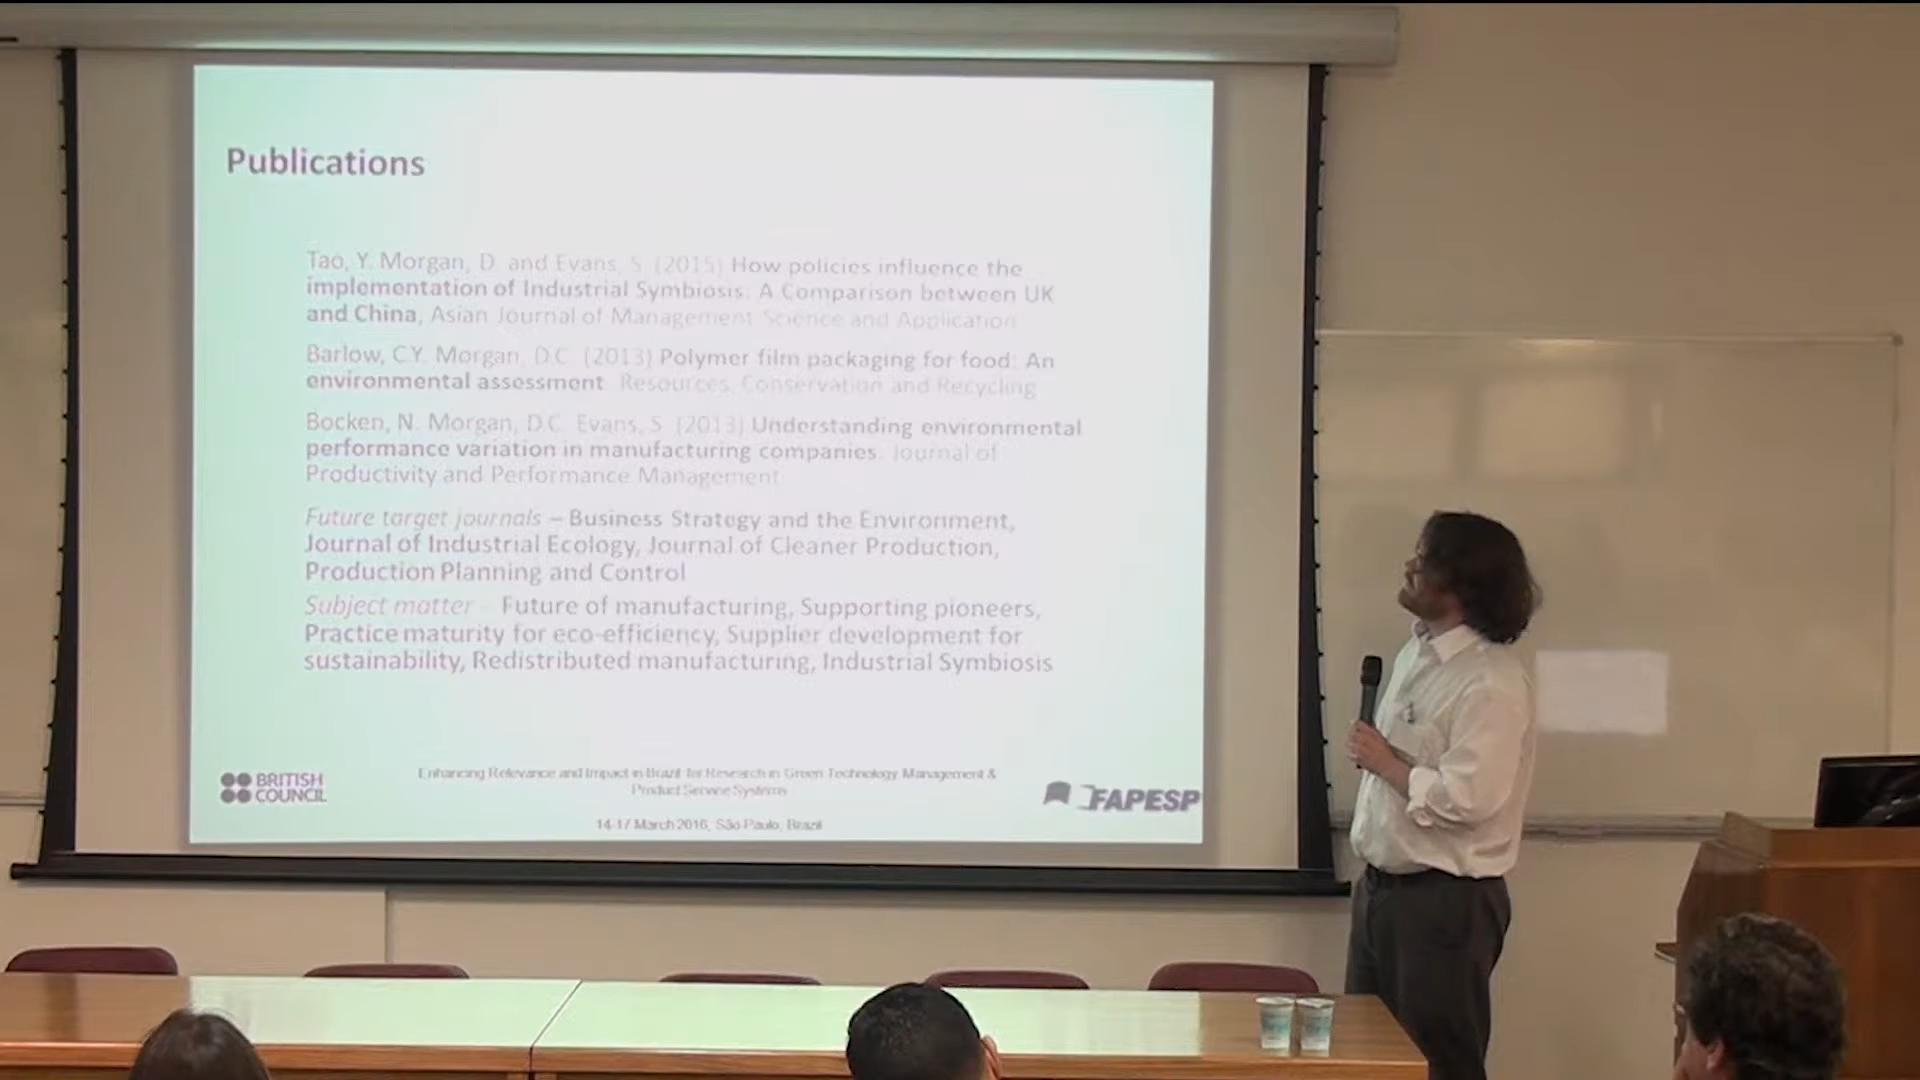 Publications
Tao, Y. Morgan, D. and Evans, S. (2015) How policies influence the
implementation of Industrial Symbiosis: A Comparison between UK
and China, Asian Journal of Management Science and Application
Barlow, C.Y. Morgan, D.C. (2013) Polymer film packaging for food: An
environmental assessment. Resources, Conservation and Recycling
Bocken, N. Morgan, D.C. Evans, S. (2013) Understanding environmental
performance variation in manufacturing companies. Journal of
Productivity and Performance Management
Future target journals – Business Strategy and the Environment,
Journal of Industrial Ecology, Journal of Cleaner Production,
Production Planning and Control
Subject matter – Future of manufacturing, Supporting pioneers,
Practice maturity for eco-efficiency, Supplier development for
sustainability, Redistributed manufacturing, Industrial Symbiosis
BRITISH
COUNCIL
Enhancing Relevance and Impact in Brazil for Research in Green Technology Management &
Product Service Systems
14-17 March 2016, São Paulo, Brazil
FAPESP